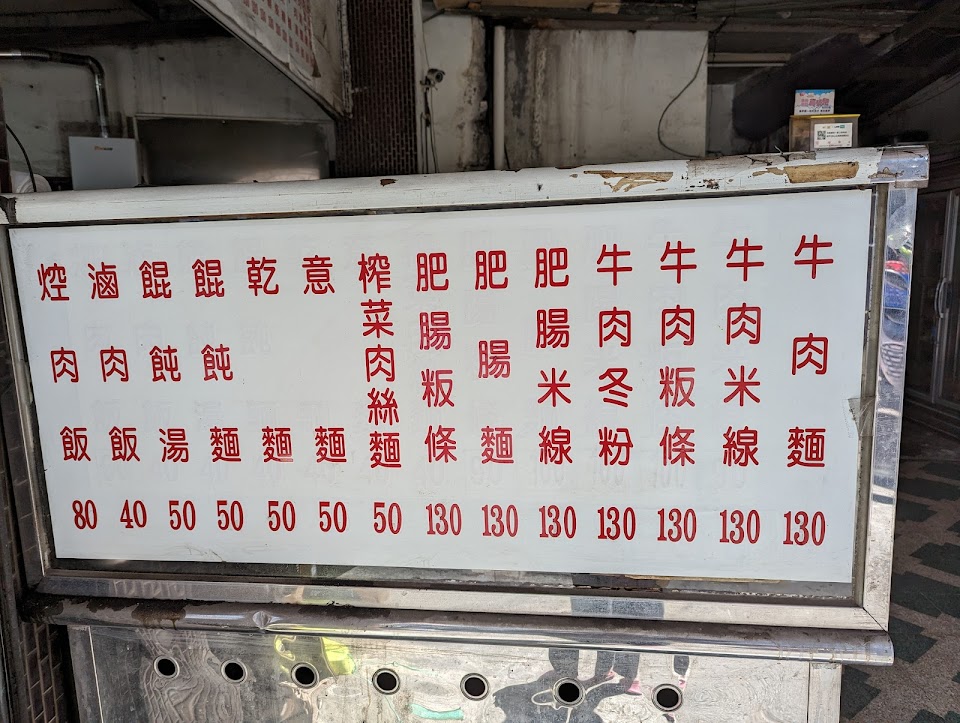 牛肉麵 130
牛肉米線 130
牛肉粄條 130
牛肉冬粉 130
肥腸米線 130
肥腸麵 130
肥腸粄條 130
榨菜肉絲麵 50
意麵 50
乾麵 50
餛飩麵 50
餛飩湯 50
滷肉飯 40
焢肉飯 80